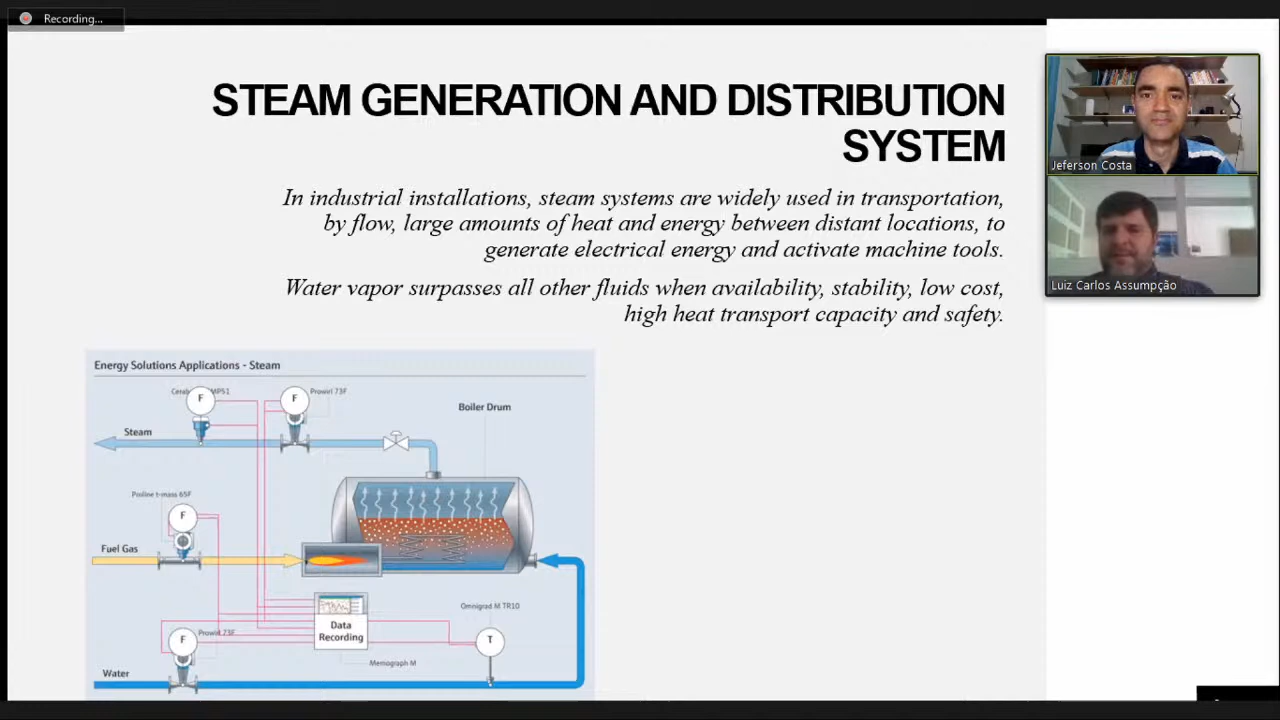 Recording...
STEAM GENERATION AND DISTRIBUTION
SYSTEM
In industrial installations, steam systems are widely used in transportation,
by flow, large amounts of heat and energy between distant locations, to
generate electrical energy and activate machine tools.
Water vapor surpasses all other fluids when availability, stability, low cost,
high heat transport capacity and safety.
Jeferson Costa
Luiz Carlos Assumpção
Energy Solutions Applications - Steam
F
F
Prowirl 73F
Boiler Drum
Steam
Proline t-mass 65F
F
Fuel Gas
Omnigrad M TR10
Data
Recording
F
T
Memograph M
Water